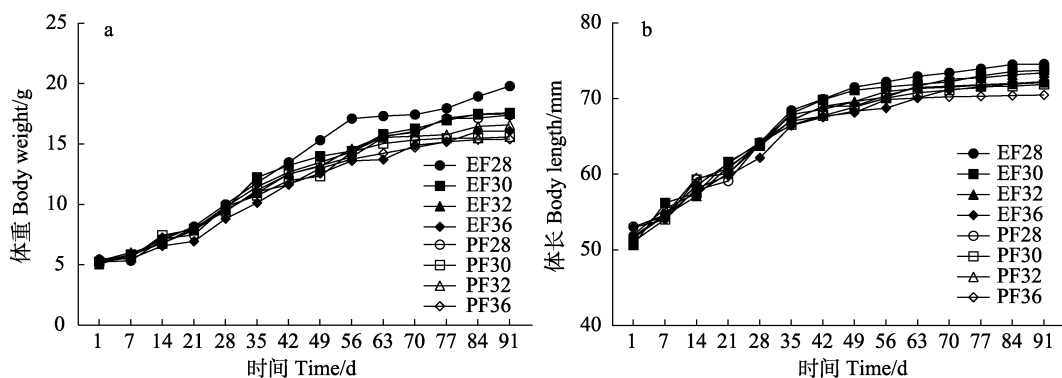 a
体重 Body weight/g
25
20
15
10
5
0
EF28
EF30
EF32
EF36
PF28
PF30
PF32
PF36
1 7 14 21 28 35 42 49 56 63 70 77 84 91
时间 Time/d
b
体长 Body length/mm
80
70
60
50
40
EF28
EF30
EF32
EF36
PF28
PF30
PF32
PF36
1 7 14 21 28 35 42 49 56 63 70 77 84 91
时间 Time/d